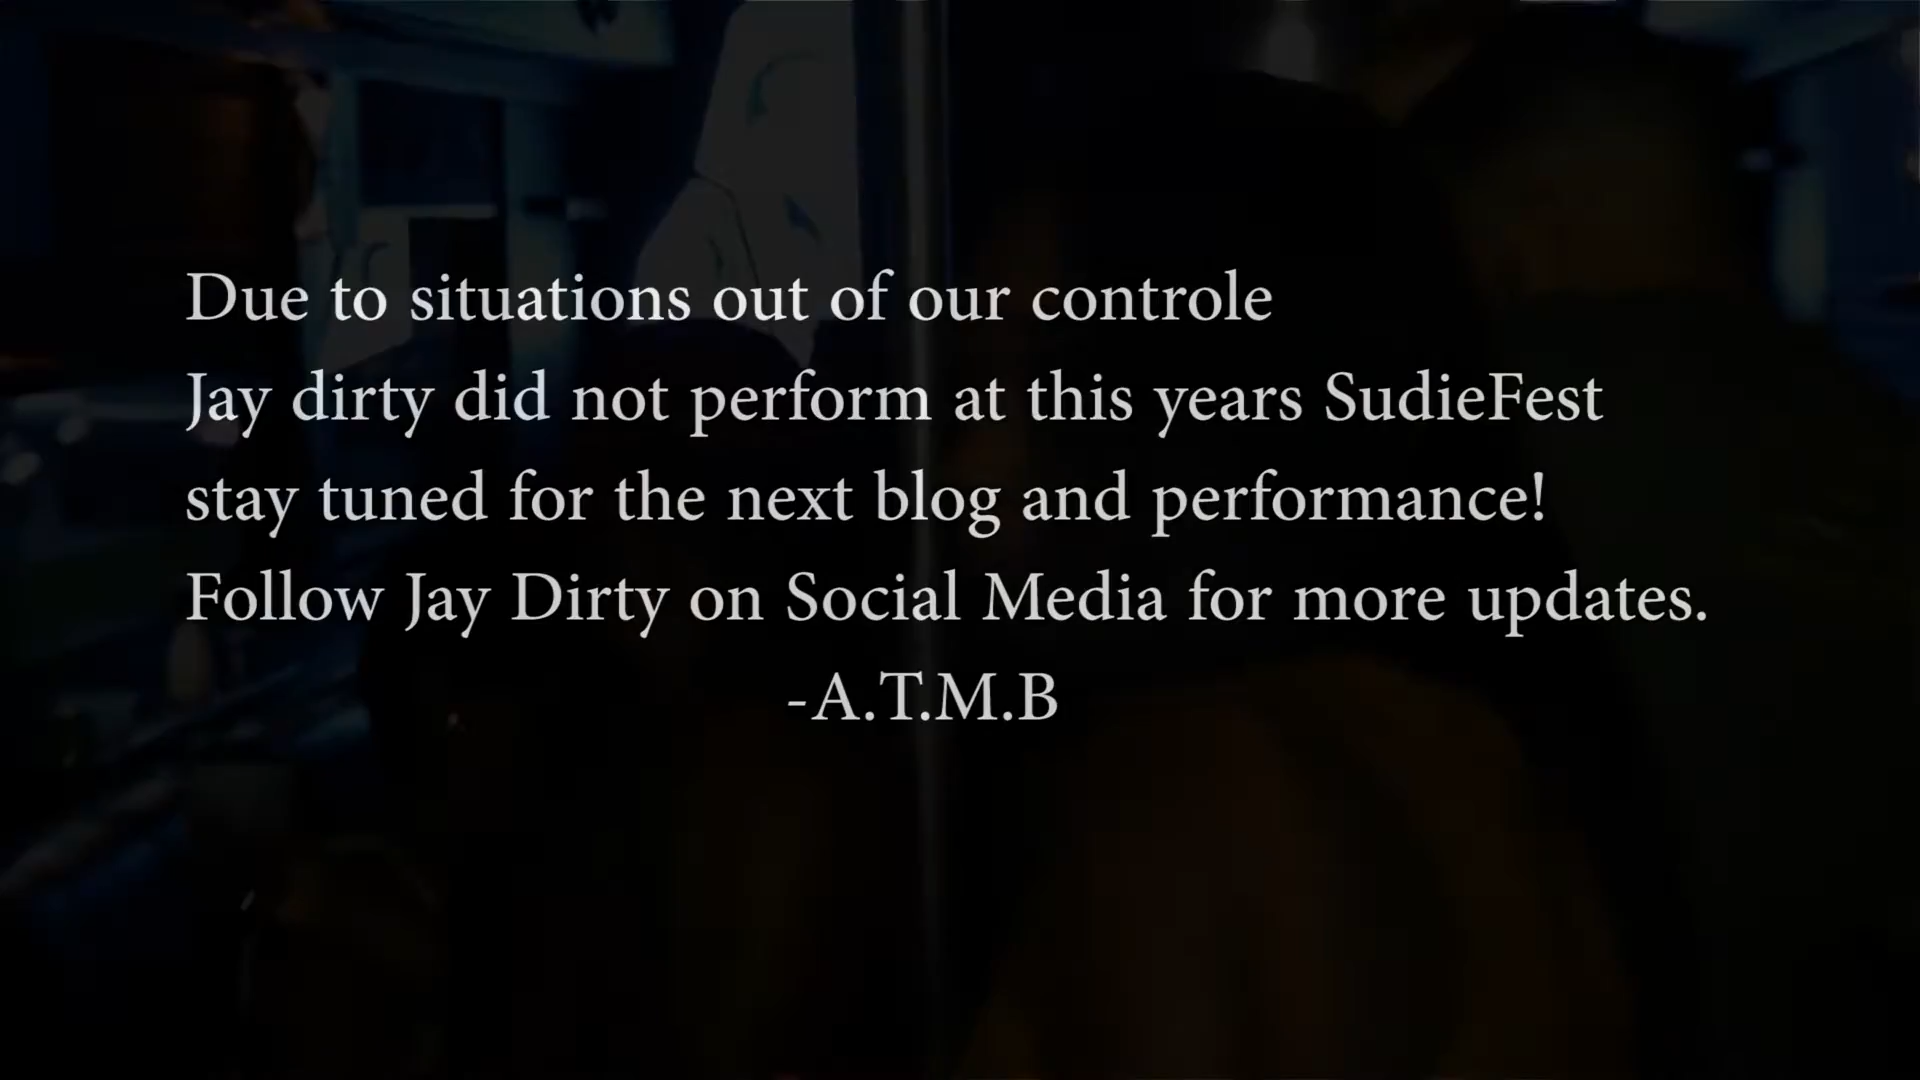 Due to situations out of our controle
Jay dirty did not perform at this years SudieFest
stay tuned for the next blog and performance!
Follow Jay Dirty on Social Media for more updates.
-A.T.M.B